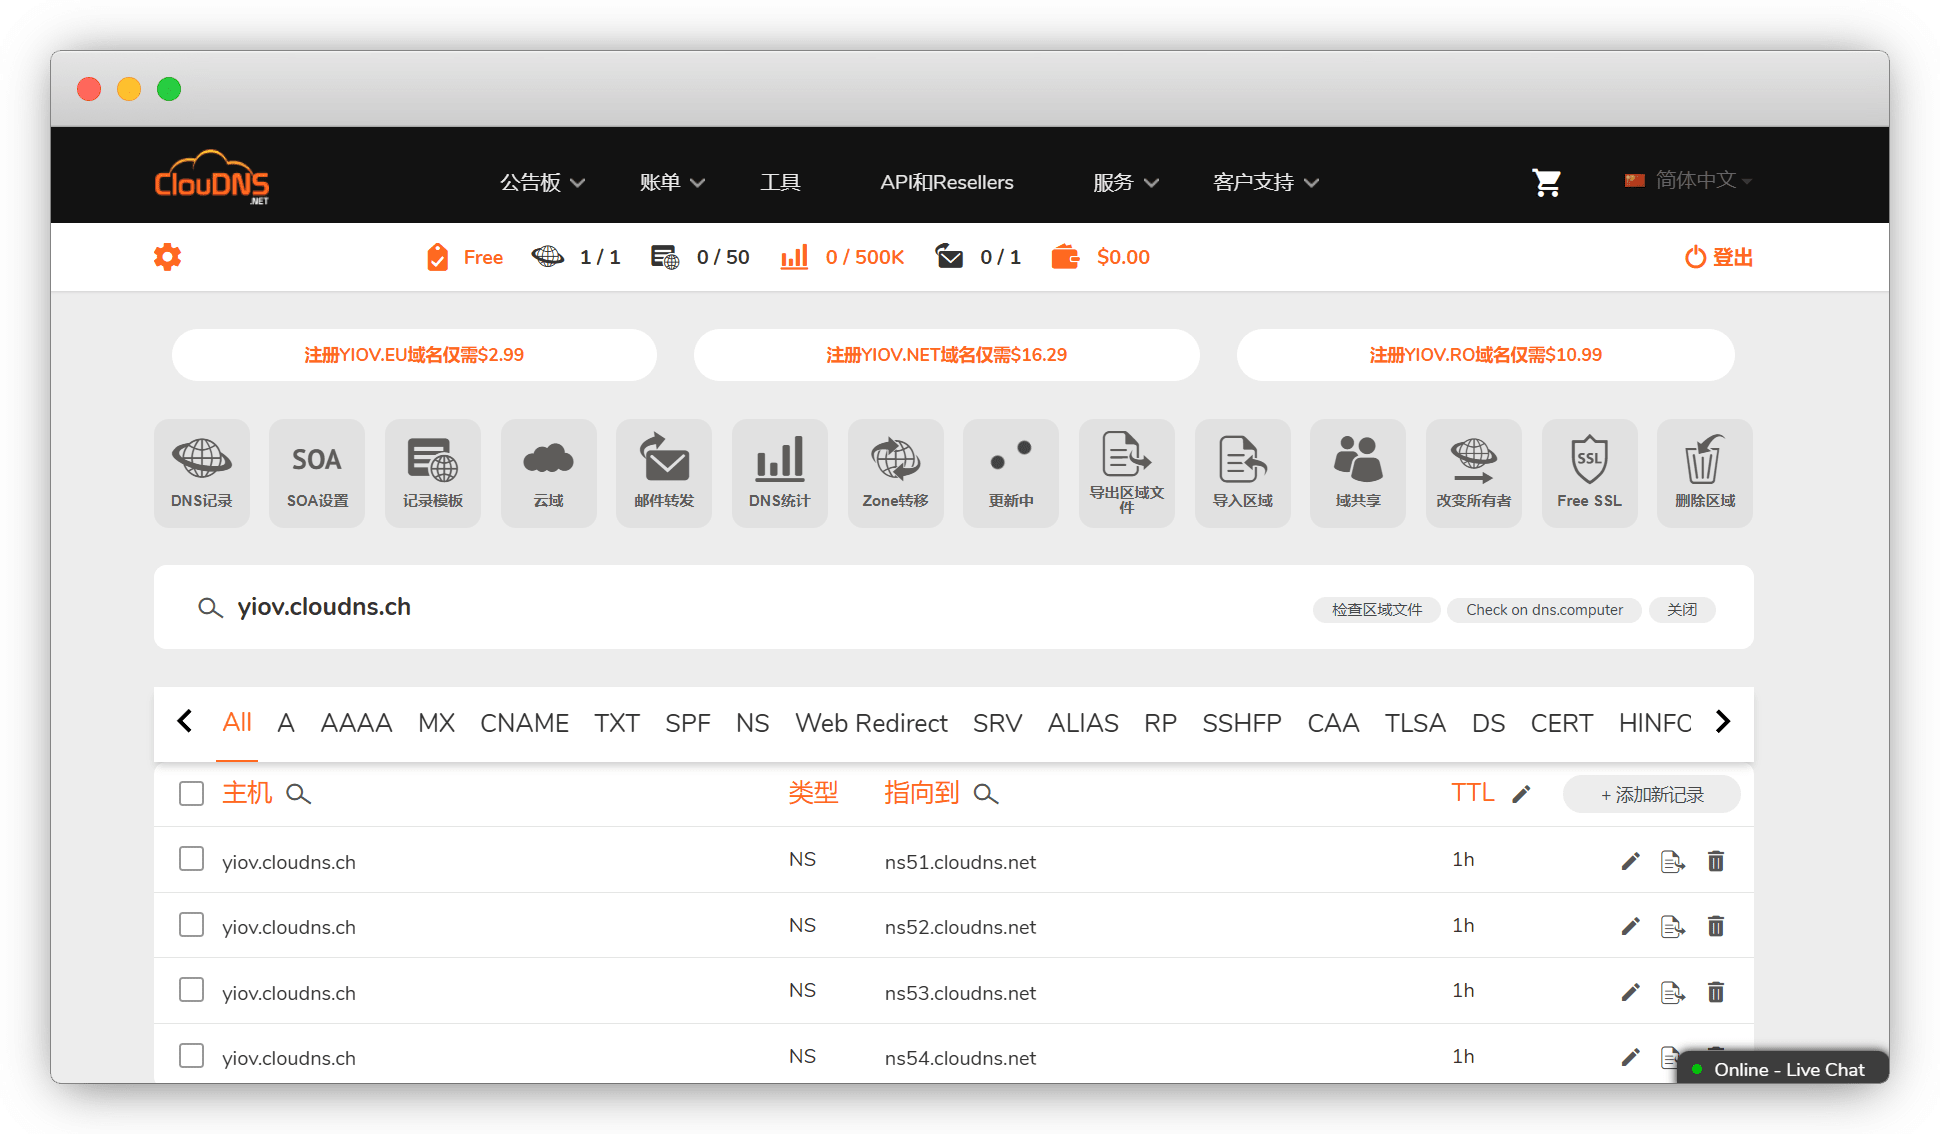 ClouDNS
.NET
公告板
账单
工具
API和Resellers
服务
客户支持
简体中文
Free
1 / 1
0 / 50
0 / 500K
0 / 1
$0.00
登出
注册YIOV.EU域名仅需$2.99
注册YIOV.NET域名仅需$16.29
注册YIOV.RO域名仅需$10.99
DNS记录
SOA
SOA设置
记录模板
云域
邮件转发
DNS统计
Zone转移
更新中
导出区域文
件
导入区域
域共享
改变所有者
SSL
Free SSL
删除区域
yiov.cloudns.ch
检查区域文件
Check on dns.computer
关闭
All A AAAA MX CNAME TXT SPF NS Web Redirect SRV ALIAS RP SSHFP CAA TLSA DS CERT HINFO
主机 类型 指向到 TTL + 添加新记录
yiov.cloudns.ch NS ns51.cloudns.net 1h
yiov.cloudns.ch NS ns52.cloudns.net 1h
yiov.cloudns.ch NS ns53.cloudns.net 1h
yiov.cloudns.ch NS ns54.cloudns.net 1h
Online - Live Chat